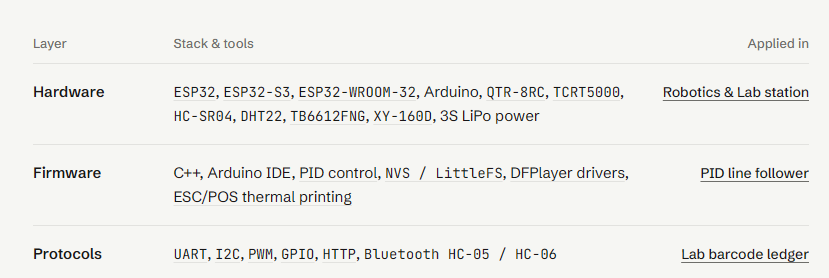 Layer Stack & tools Applied in
Hardware ESP32, ESP32-S3, ESP32-WROOM-32, Arduino, QTR-8RC, TCRT5000, Robotics & Lab station
HC-SR04, DHT22, TB6612FNG, XY-160D, 3S LiPo power
Firmware C++, Arduino IDE, PID control, NVS / LittleFS, DFPlayer drivers, PID line follower
ESC/POS thermal printing
Protocols UART, I2C, PWM, GPIO, HTTP, Bluetooth HC-05 / HC-06 Lab barcode ledger